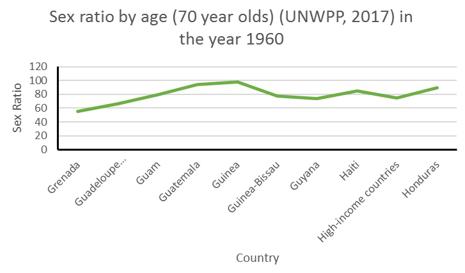 Sex ratio by age (70 year olds) (UNWPP, 2017) in
the year 1960
120
100
80
60
40
20
0
Sex Ratio
Grenada
Guadeloupe...
Guam
Guatemala
Guinea
Guinea-Bissau
Guyana
Haiti
High-income countries
Honduras
Country